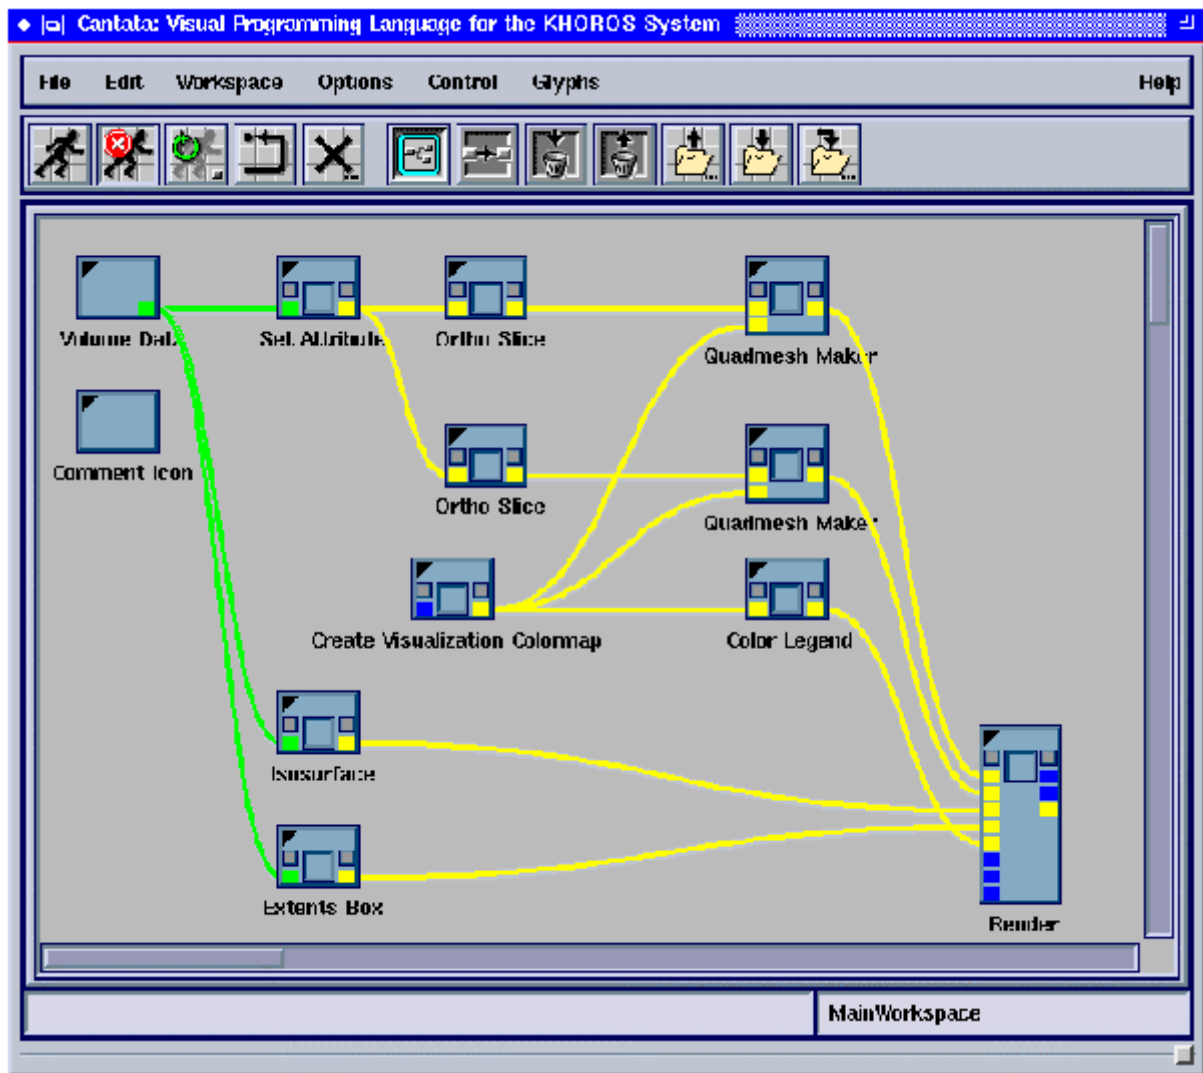 Cantata: Visual Programming Language for the KHOROS System
File Edit Workspace Options Control Glyphs Help
Volume Data Set Attribute Ortho Slice
Quadmesh Maker
Comment Icon
Ortho Slice
Quadmesh Maker
Create Visualization Colormap Color Legend
Isosurface
Extents Box
Render
MainWorkspace